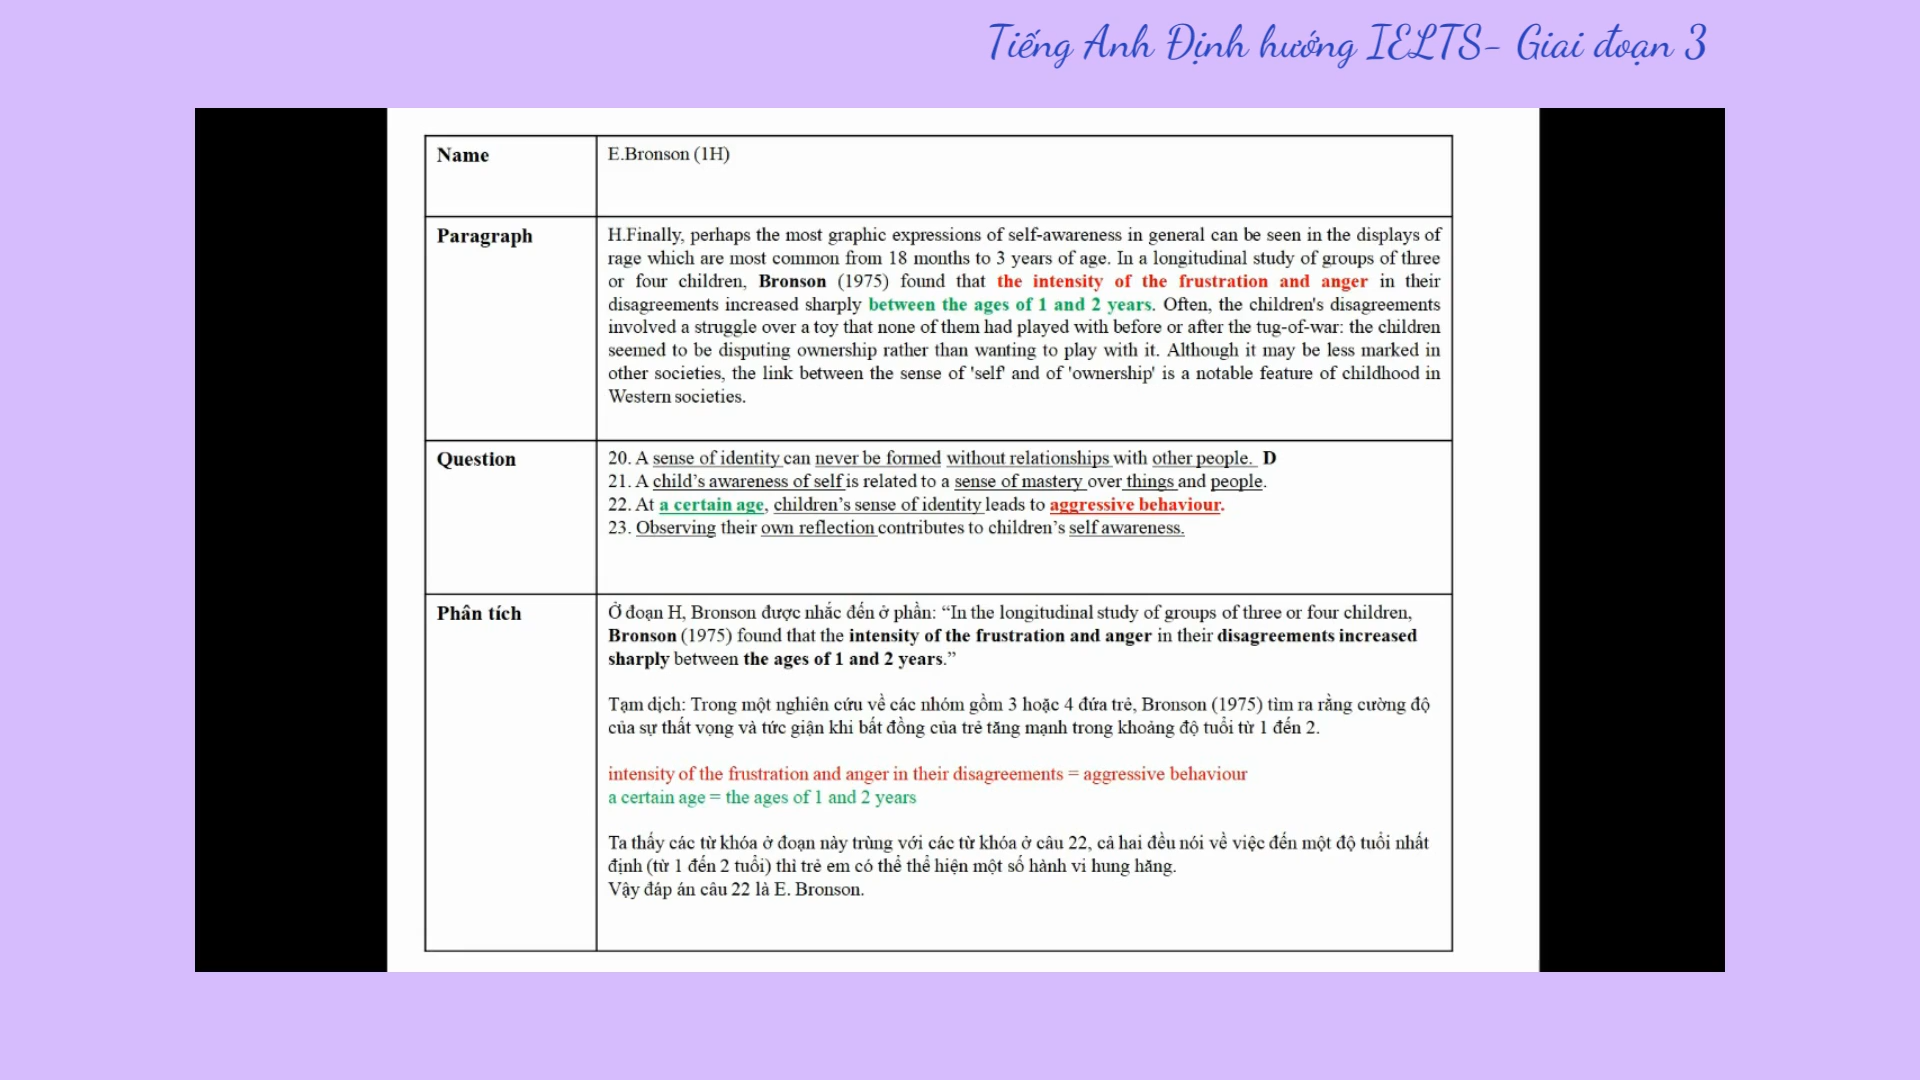 Tiếng Anh Định hướng IELTS- Giai đoạn 3
Name
E.Bronson (1H)
Paragraph
H.Finally, perhaps the most graphic expressions of self-awareness in general can be seen in the displays of
rage which are most common from 18 months to 3 years of age. In a longitudinal study of groups of three
or four children, Bronson (1975) found that the intensity of the frustration and anger in their
disagreements increased sharply between the ages of 1 and 2 years. Often, the children's disagreements
involved a struggle over a toy that none of them had played with before or after the tug-of-war: the children
seemed to be disputing ownership rather than wanting to play with it. Although it may be less marked in
other societies, the link between the sense of 'self' and of 'ownership' is a notable feature of childhood in
Western societies.
Question
20. A sense of identity can never be formed without relationships with other people. D
21. A child’s awareness of self is related to a sense of mastery over things and people.
22. At a certain age, children’s sense of identity leads to aggressive behaviour.
23. Observing their own reflection contributes to children’s self awareness.
Phân tích
Ở đoạn H, Bronson được nhắc đến ở phần: “In the longitudinal study of groups of three or four children,
Bronson (1975) found that the intensity of the frustration and anger in their disagreements increased
sharply between the ages of 1 and 2 years.”
Tạm dịch: Trong một nghiên cứu về các nhóm gồm 3 hoặc 4 đứa trẻ, Bronson (1975) tìm ra rằng cường độ
của sự thất vọng và tức giận khi bất đồng của trẻ tăng mạnh trong khoảng độ tuổi từ 1 đến 2.
intensity of the frustration and anger in their disagreements = aggressive behaviour
a certain age = the ages of 1 and 2 years
Ta thấy các từ khóa ở đoạn này trùng với các từ khóa ở câu 22, cả hai đều nói về việc đến một độ tuổi nhất
định (từ 1 đến 2 tuổi) thì trẻ em có thể thể hiện một số hành vi hung hăng.
Vậy đáp án câu 22 là E. Bronson.